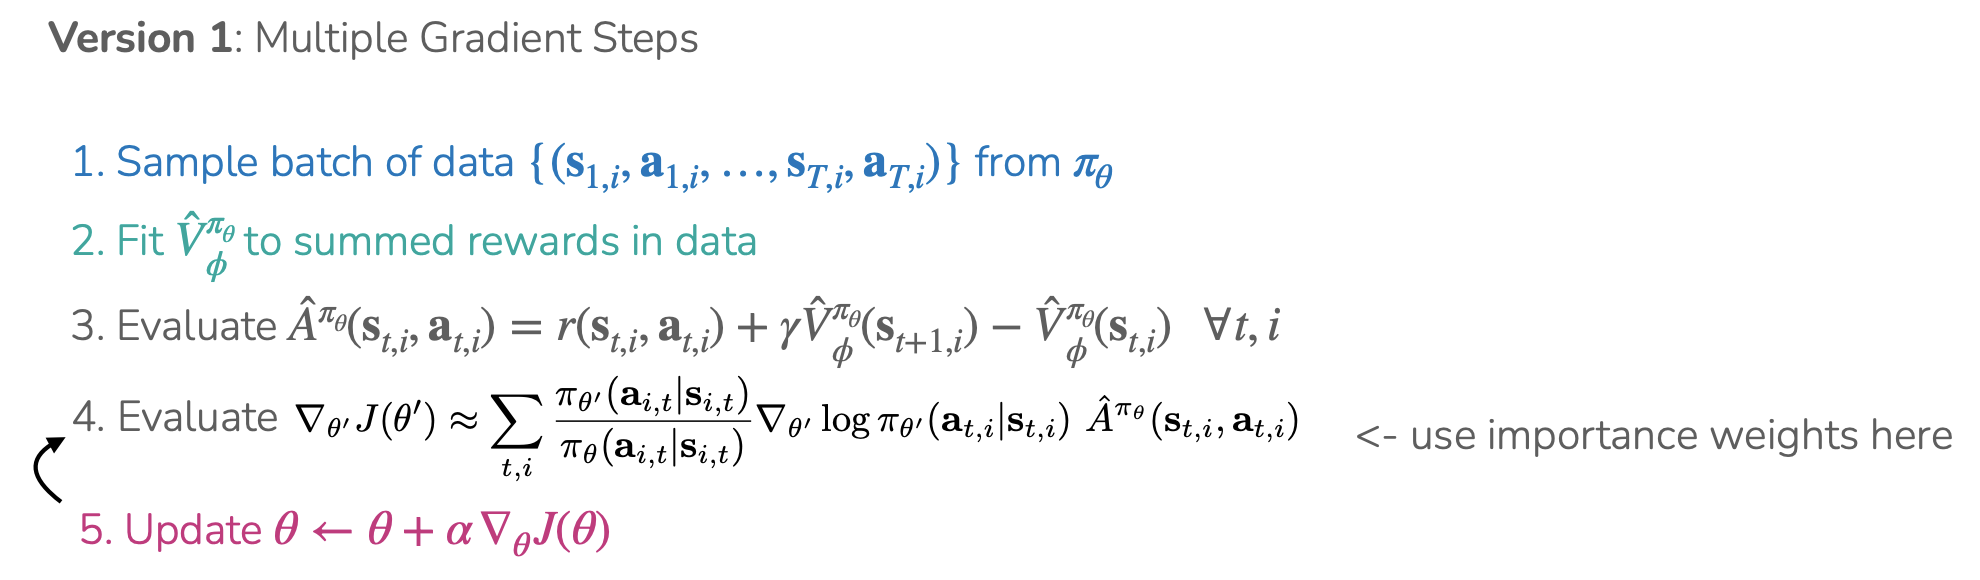 Version 1: Multiple Gradient Steps
1. Sample batch of data $\{(\mathbf{s}_{1,i}, \mathbf{a}_{1,i}, \ldots, \mathbf{s}_{T,i}, \mathbf{a}_{T,i})\}$ from $\pi_\theta$
2. Fit $\hat{V}_\phi^{\pi_\theta}$ to summed rewards in data
3. Evaluate $\hat{A}^{\pi_\theta}(\mathbf{s}_{t,i}, \mathbf{a}_{t,i}) = r(\mathbf{s}_{t,i}, \mathbf{a}_{t,i}) + \gamma \hat{V}_\phi^{\pi_\theta}(\mathbf{s}_{t+1,i}) - \hat{V}_\phi^{\pi_\theta}(\mathbf{s}_{t,i}) \;\; \forall t, i$
4. Evaluate $\nabla_{\theta'} J(\theta') \approx \sum_{t,i} \frac{\pi_{\theta'}(\mathbf{a}_{i,t}|\mathbf{s}_{i,t})}{\pi_\theta(\mathbf{a}_{i,t}|\mathbf{s}_{i,t})} \nabla_{\theta'} \log \pi_{\theta'}(\mathbf{a}_{t,i}|\mathbf{s}_{t,i}) \; \hat{A}^{\pi_\theta}(\mathbf{s}_{t,i}, \mathbf{a}_{t,i})$ <- use importance weights here
5. Update $\theta \leftarrow \theta + \alpha \nabla_\theta J(\theta)$